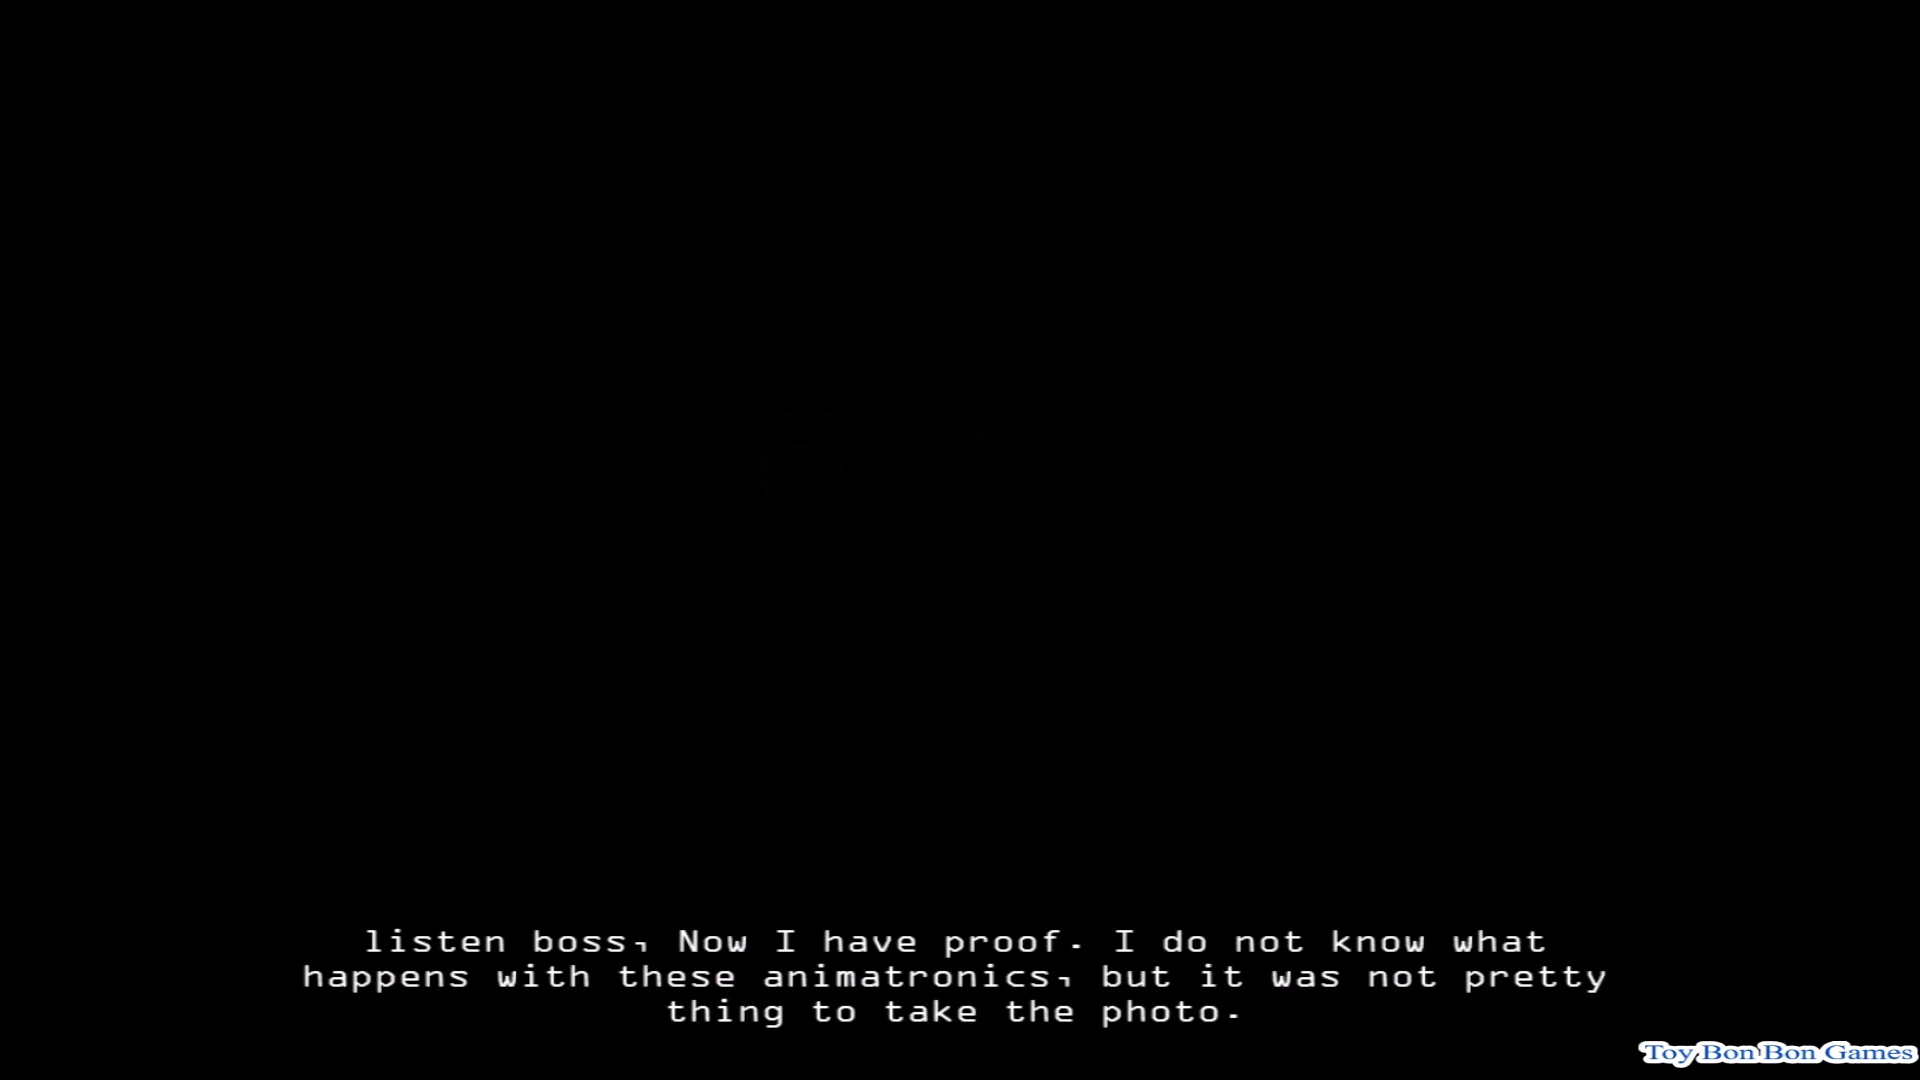 listen boss, Now I have proof. I do not know what
happens with these animatronics, but it was not pretty
thing to take the photo.
Toy Bon Bon Games